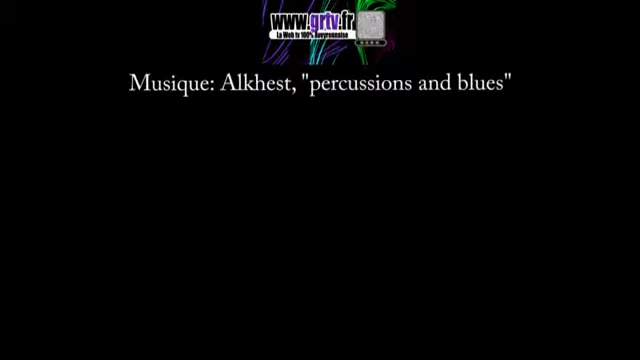 www.grtv.fr
La Web tv 100% Aveyronnaise
Musique: Alkhest, "percussions and blues"